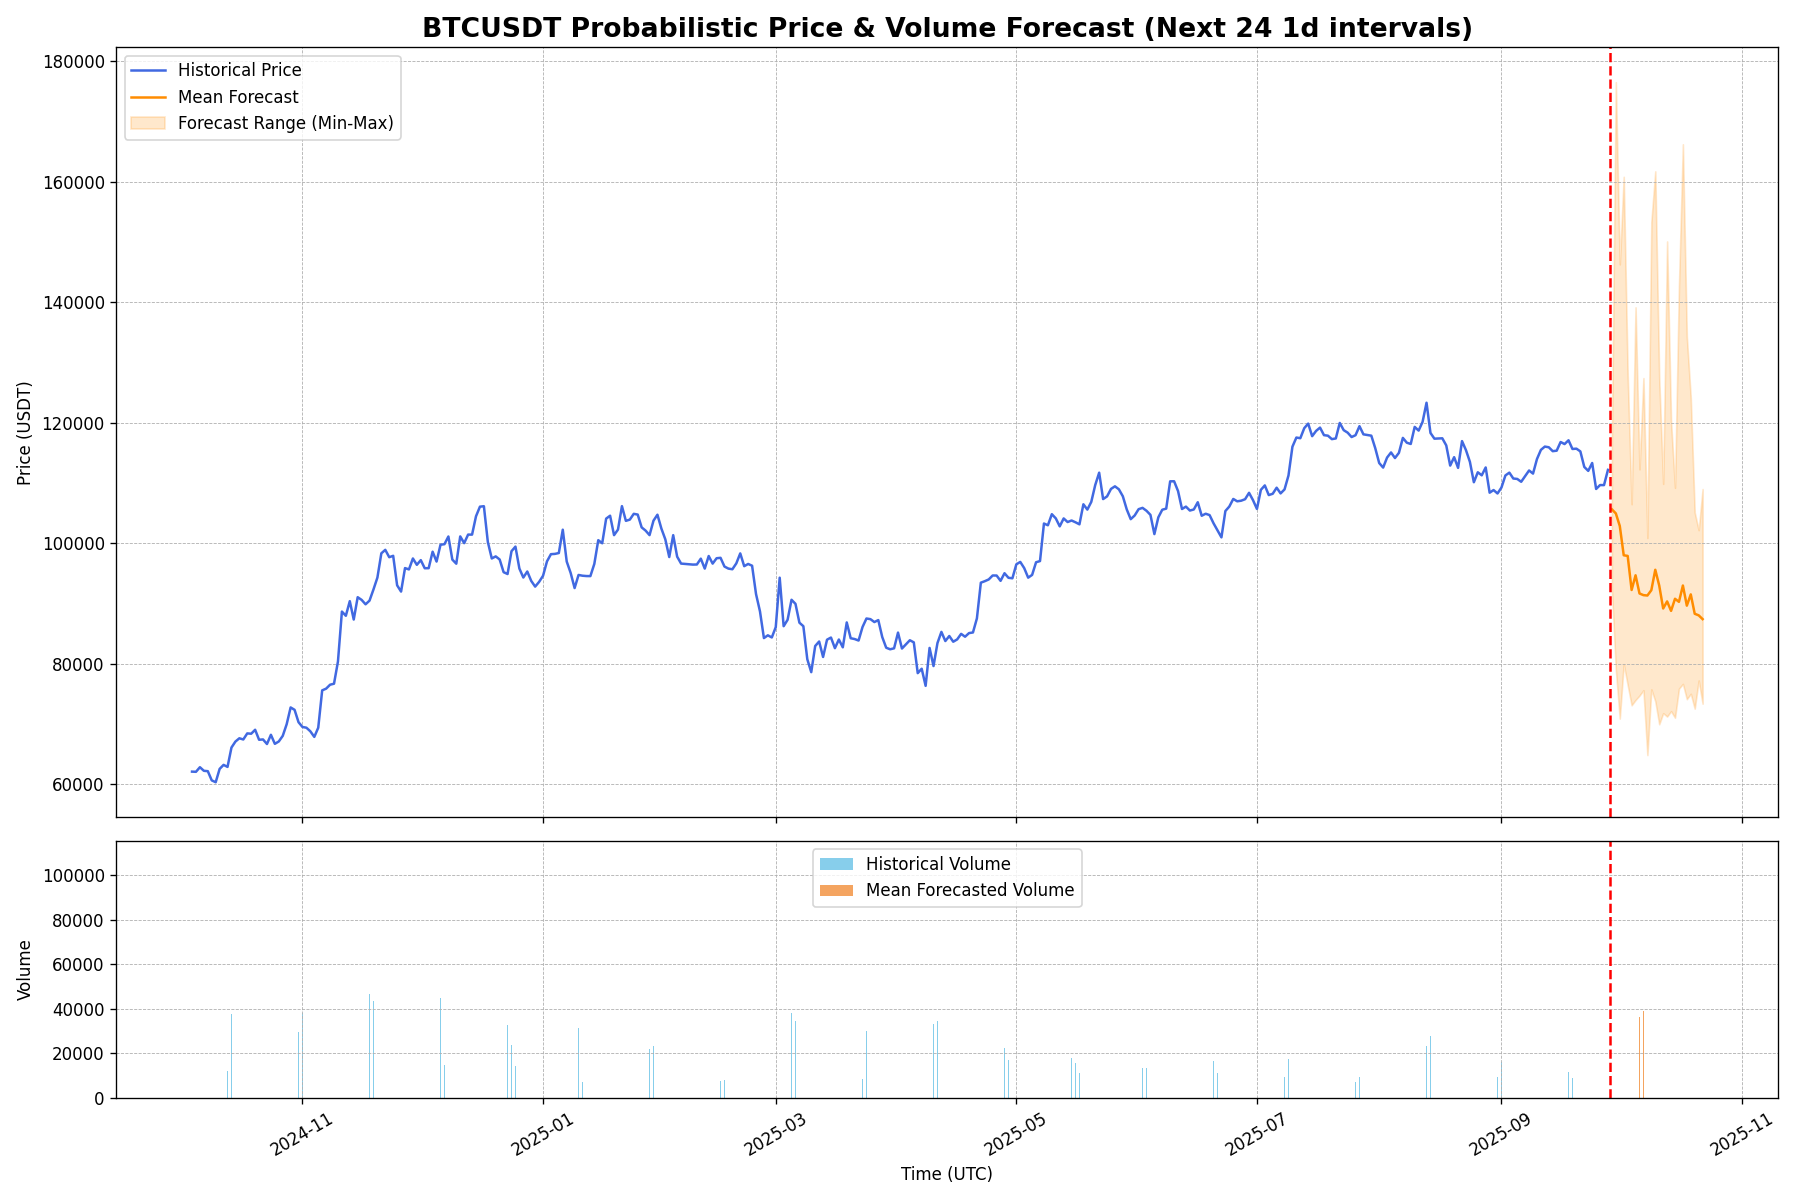 BTCUSDT Probabilistic Price & Volume Forecast (Next 24 1d intervals)
Historical Price
Mean Forecast
Forecast Range (Min-Max)
180000
160000
140000
120000
100000
80000
60000
Price (USDT)
Historical Volume
Mean Forecasted Volume
100000
80000
60000
40000
20000
0
Volume
2024-11
2025-01
2025-03
2025-05
2025-07
2025-09
2025-11
Time (UTC)